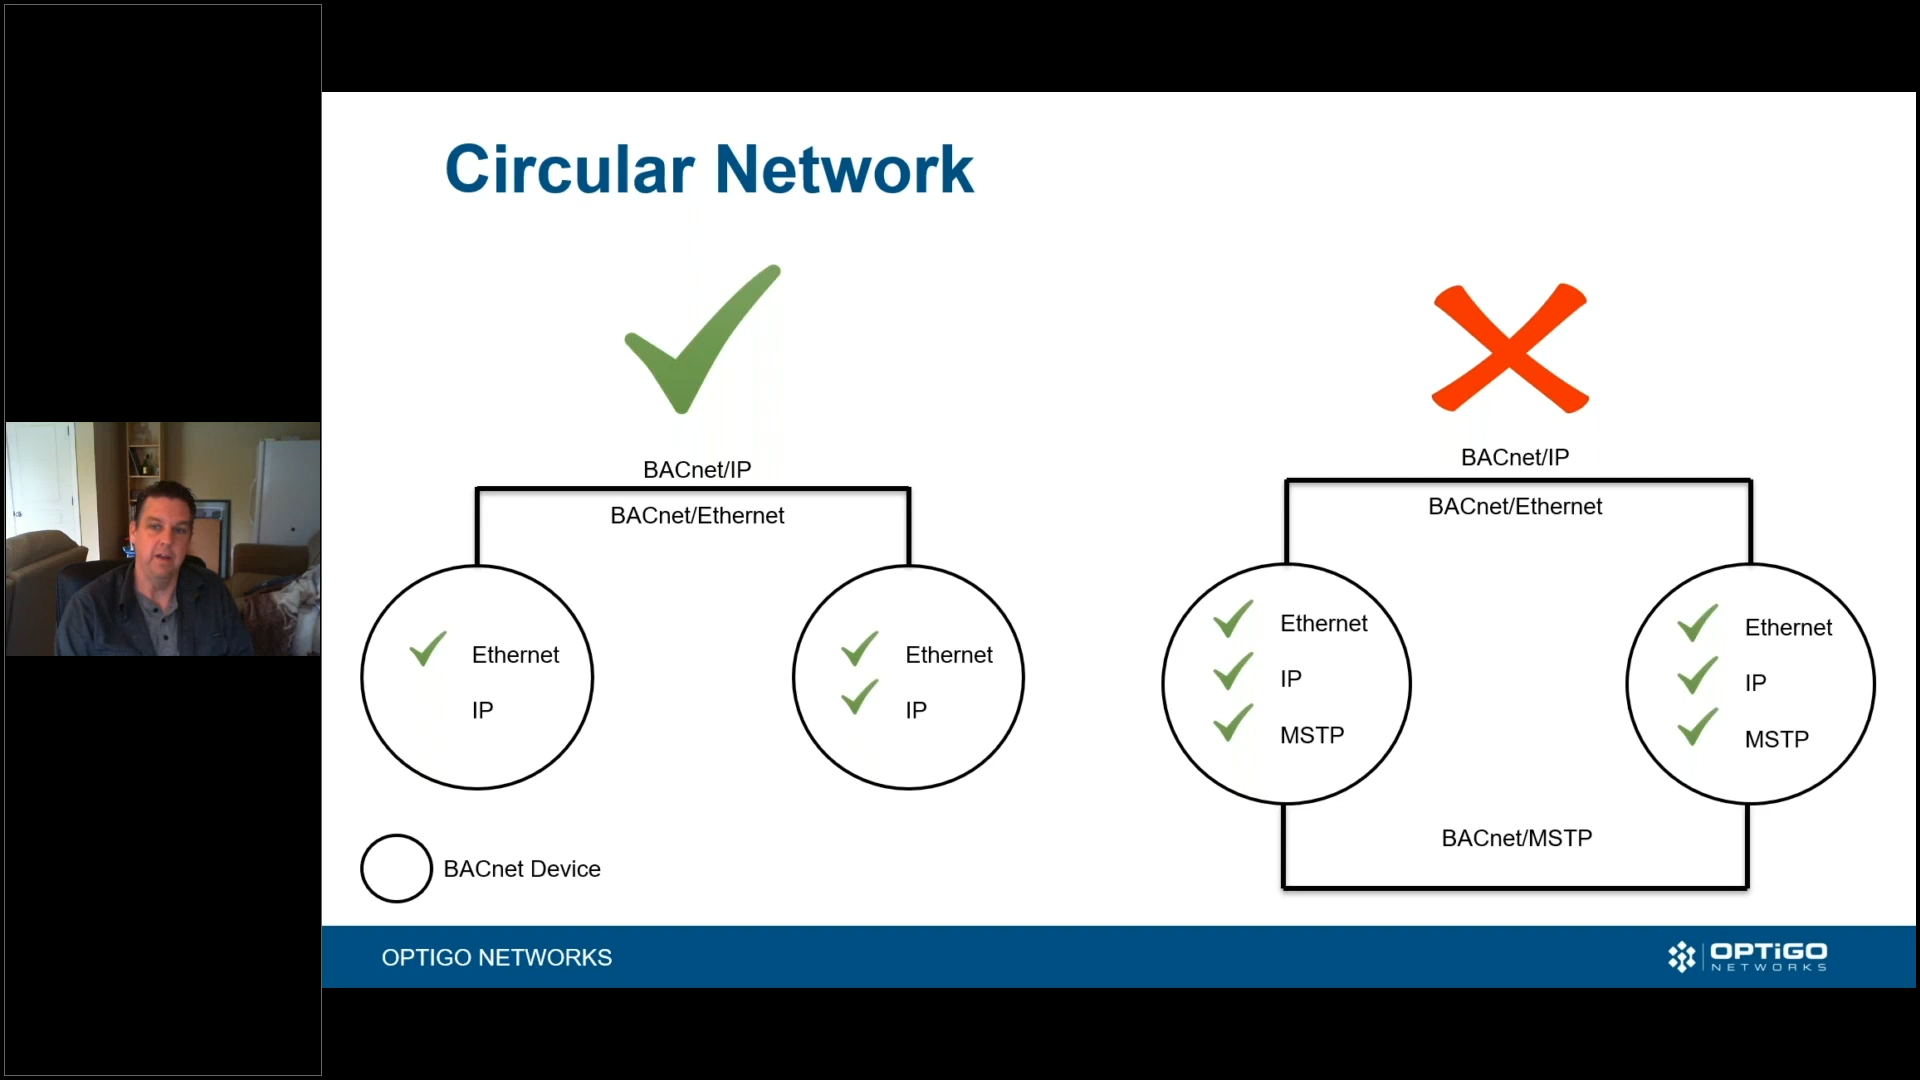 Circular Network
BACnet/IP
BACnet/Ethernet
Ethernet
IP
Ethernet
IP
BACnet Device
BACnet/IP
BACnet/Ethernet
Ethernet
IP
MSTP
Ethernet
IP
MSTP
BACnet/MSTP
OPTIGO NETWORKS
OPTiGO
NETWORKS